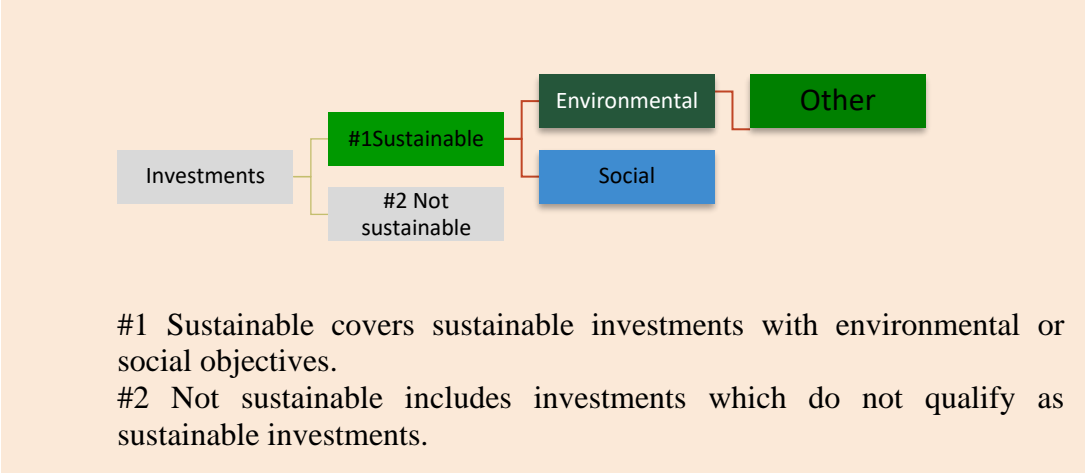 Environmental
Other
#1Sustainable
Investments
Social
#2 Not
sustainable
#1 Sustainable covers sustainable investments with environmental or
social objectives.
#2 Not sustainable includes investments which do not qualify as
sustainable investments.